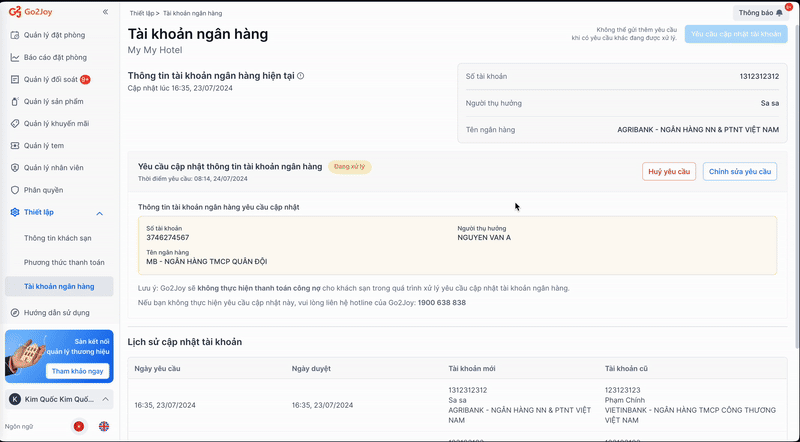 Go2Joy
Quản lý đặt phòng
Báo cáo đặt phòng
Quản lý đối soát 9+
Quản lý sản phẩm
Quản lý khuyến mãi
Quản lý tem
Quản lý nhân viên
Phân quyền
Thiết lập
Thông tin khách sạn
Phương thức thanh toán
Tài khoản ngân hàng
Hướng dẫn sử dụng
Sàn kết nối
quản lý thương hiệu
Tham khảo ngay
K Kim Quốc Kim Quố...
Ngôn ngữ
Thiết lập > Tài khoản ngân hàng
Thông báo
Tài khoản ngân hàng
My My Hotel
Không thể gửi thêm yêu cầu
khi có yêu cầu khác đang được xử lý.
Yêu cầu cập nhật tài khoản
Thông tin tài khoản ngân hàng hiện tại
Cập nhật lúc 16:35, 23/07/2024
Số tài khoản 1312312312
Người thụ hưởng Sa sa
Tên ngân hàng AGRIBANK - NGÂN HÀNG NN & PTNT VIỆT NAM
Yêu cầu cập nhật thông tin tài khoản ngân hàng Đang xử lý
Thời điểm yêu cầu: 08:14, 24/07/2024
Huỷ yêu cầu
Chỉnh sửa yêu cầu
Thông tin tài khoản ngân hàng yêu cầu cập nhật
Số tài khoản
3746274567
Người thụ hưởng
NGUYEN VAN A
Tên ngân hàng
MB - NGÂN HÀNG TMCP QUÂN ĐỘI
Lưu ý: Go2Joy sẽ không thực hiện thanh toán công nợ cho khách sạn trong quá trình xử lý yêu cầu cập nhật tài khoản ngân hàng.
Nếu bạn không thực hiện yêu cầu cập nhật này, vui lòng liên hệ hotline của Go2Joy: 1900 638 838
Lịch sử cập nhật tài khoản
Ngày yêu cầu Ngày duyệt Tài khoản mới Tài khoản cũ
16:35, 23/07/2024
16:35, 23/07/2024
1312312312
Sa sa
AGRIBANK - NGÂN HÀNG NN & PTNT VIỆT
NAM
123123123
Phạm Chính
VIETINBANK - NGÂN HÀNG TMCP CÔNG THƯƠNG
VIỆT NAM